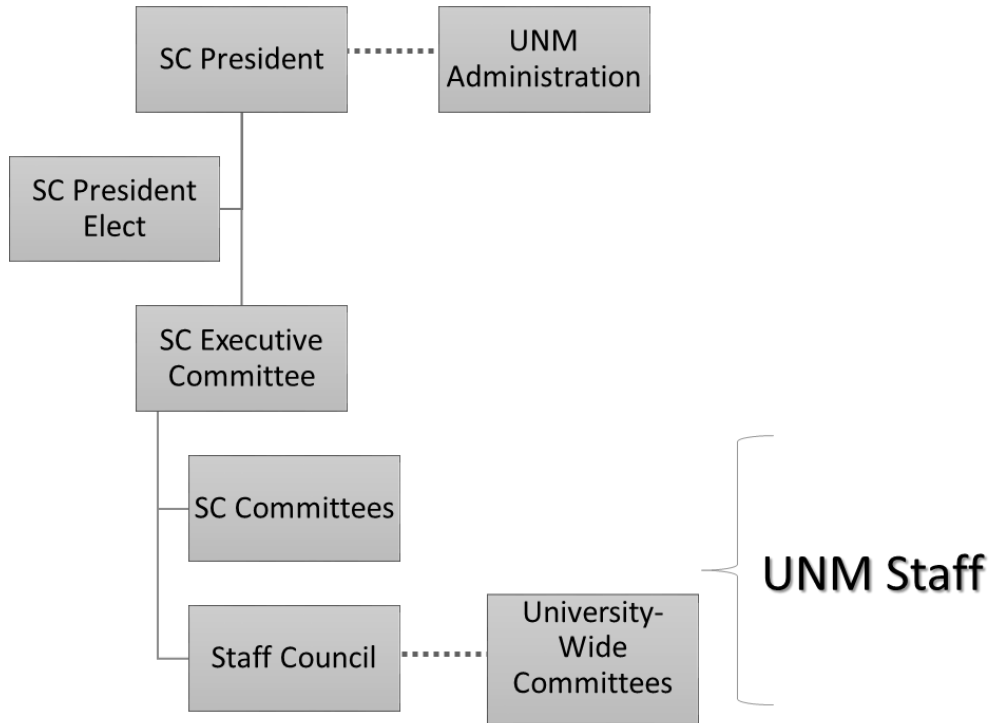 SC President
UNM
Administration
SC President
Elect
SC Executive
Committee
SC Committees
UNM Staff
Staff Council
University-
Wide
Committees